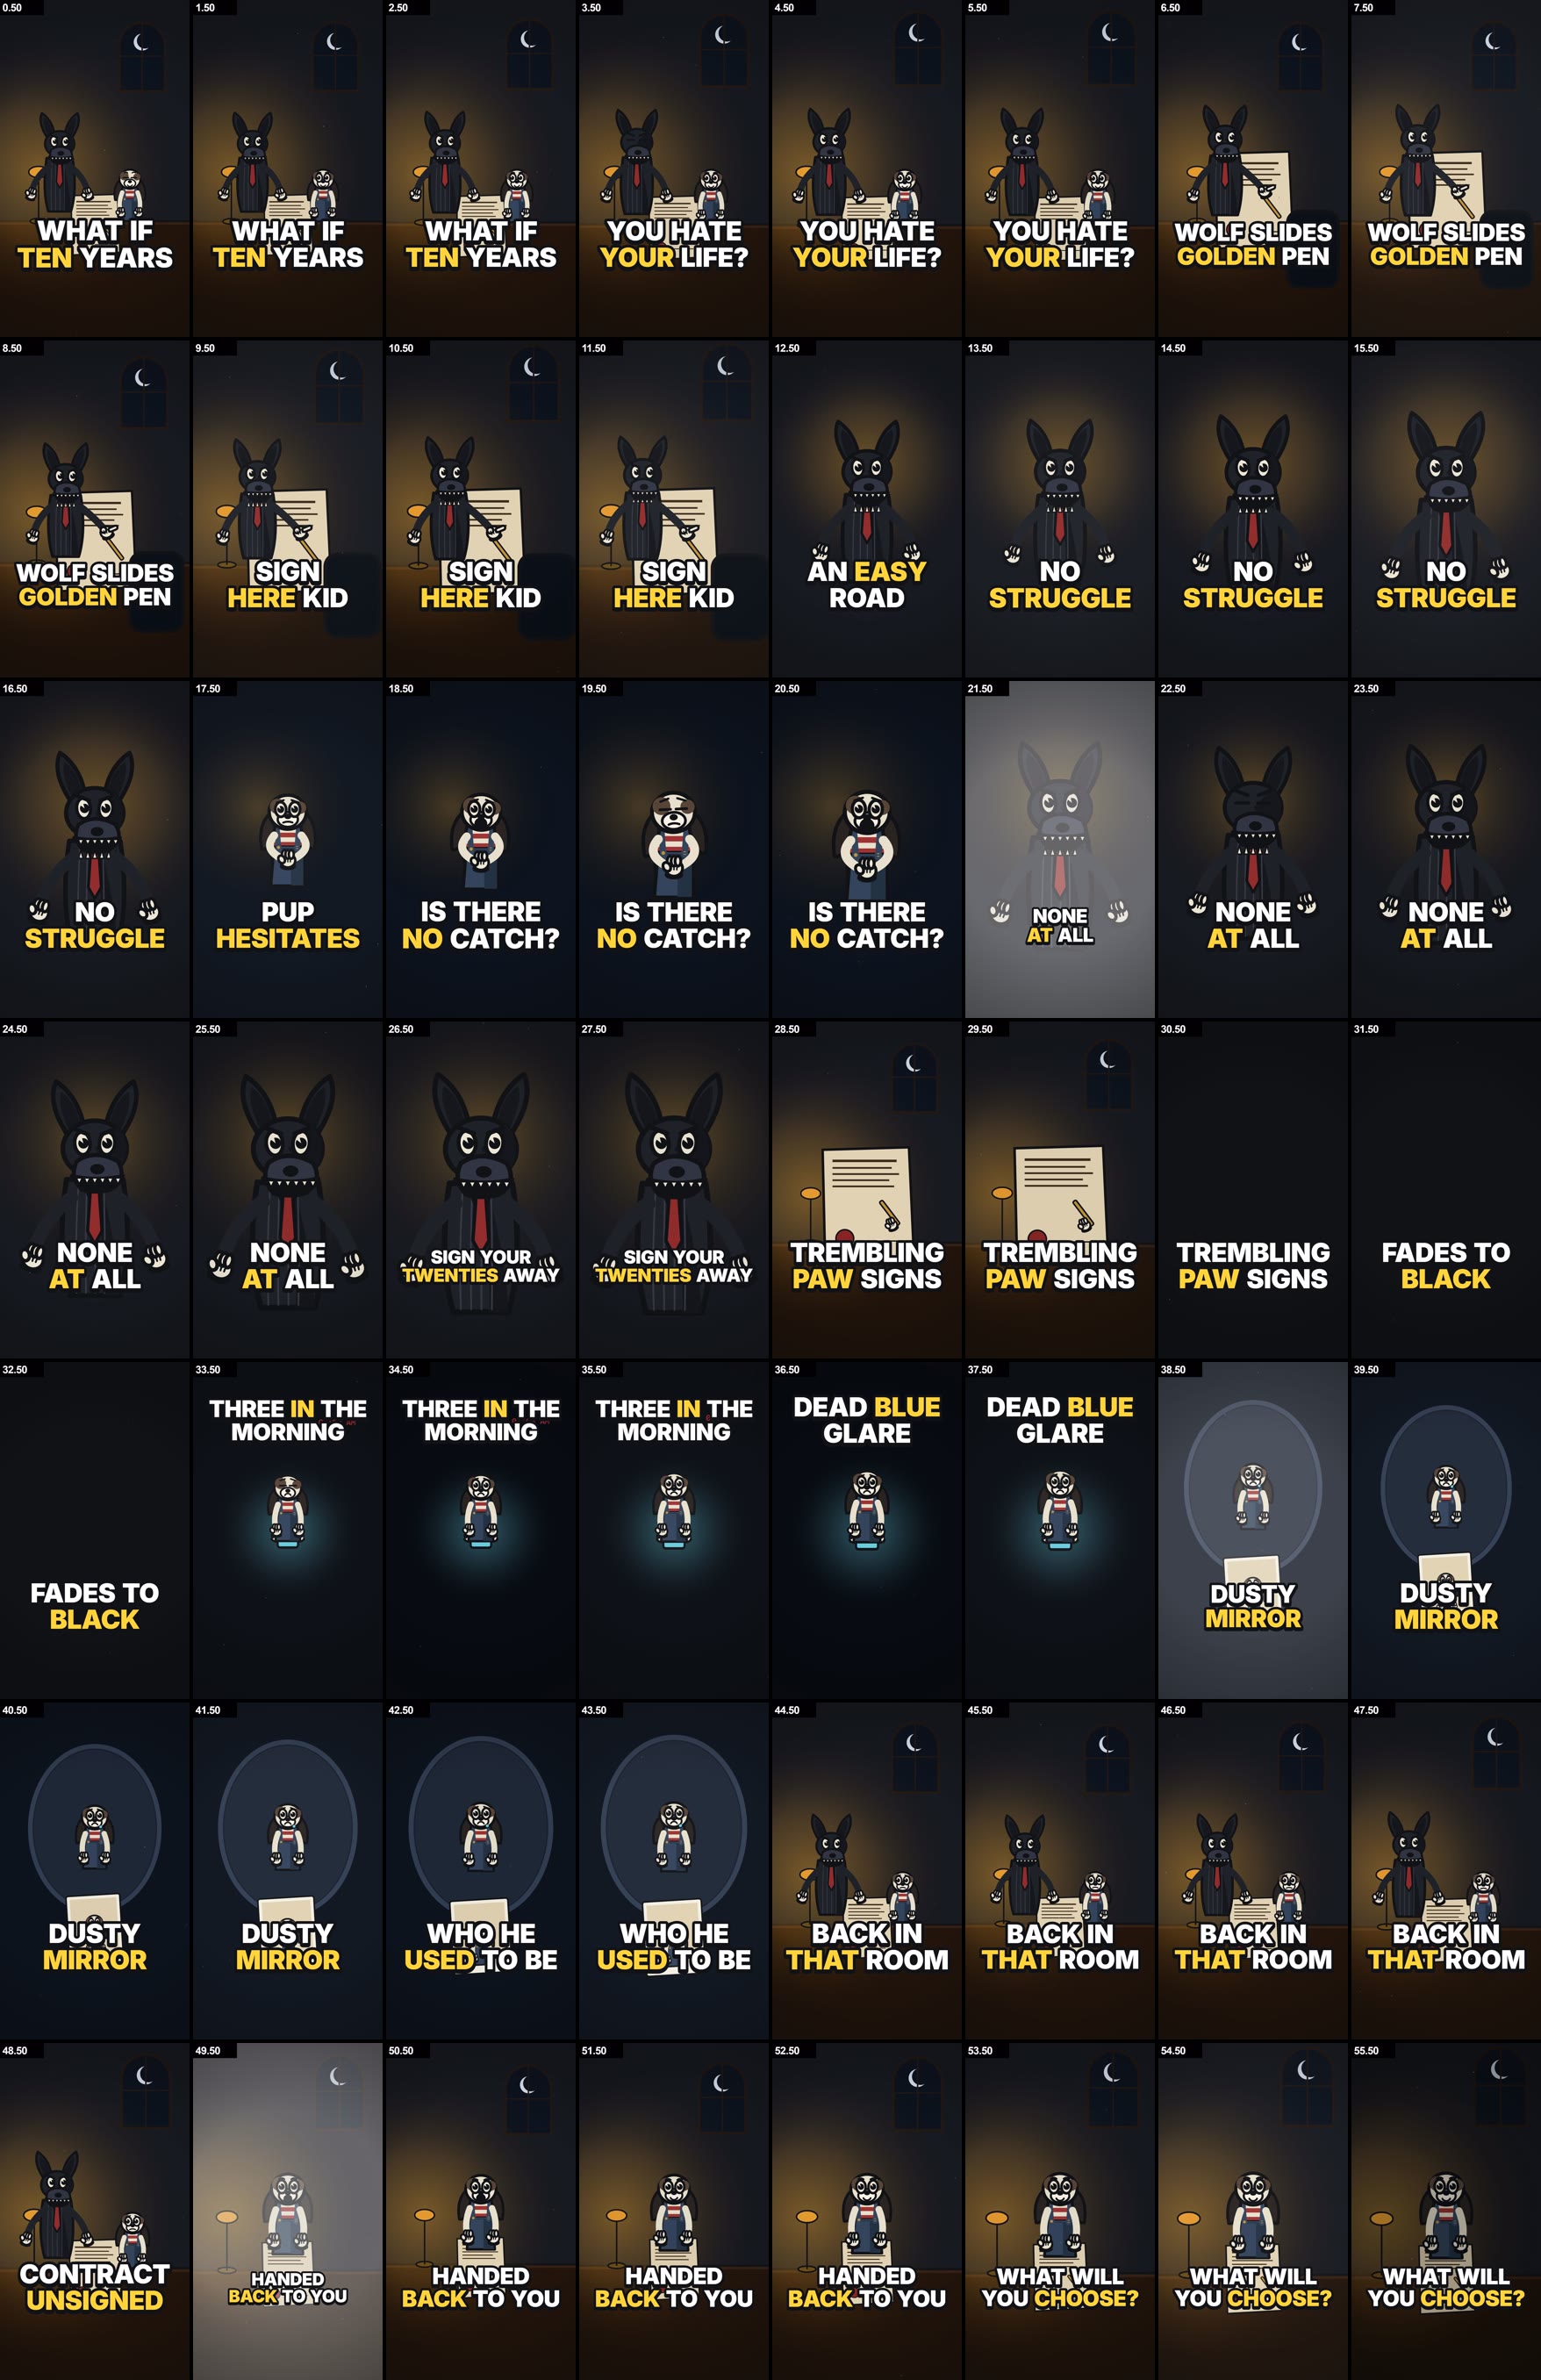 0.50
WHAT IF
TEN YEARS
1.50
WHAT IF
TEN YEARS
2.50
WHAT IF
TEN YEARS
3.50
YOU HATE
YOUR LIFE?
4.50
YOU HATE
YOUR LIFE?
5.50
YOU HATE
YOUR LIFE?
6.50
WOLF SLIDES
GOLDEN PEN
7.50
WOLF SLIDES
GOLDEN PEN
8.50
WOLF SLIDES
GOLDEN PEN
9.50
SIGN
HERE KID
10.50
SIGN
HERE KID
11.50
SIGN
HERE KID
12.50
AN EASY
ROAD
13.50
NO
STRUGGLE
14.50
NO
STRUGGLE
15.50
NO
STRUGGLE
16.50
NO
STRUGGLE
17.50
PUP
HESITATES
18.50
IS THERE
NO CATCH?
19.50
IS THERE
NO CATCH?
20.50
IS THERE
NO CATCH?
21.50
NONE
AT ALL
22.50
NONE
AT ALL
23.50
NONE
AT ALL
24.50
NONE
AT ALL
25.50
NONE
AT ALL
26.50
SIGN YOUR
TWENTIES AWAY
27.50
SIGN YOUR
TWENTIES AWAY
28.50
TREMBLING
PAW SIGNS
29.50
TREMBLING
PAW SIGNS
30.50
TREMBLING
PAW SIGNS
31.50
FADES TO
BLACK
32.50
FADES TO
BLACK
33.50
THREE IN THE
MORNING
34.50
THREE IN THE
MORNING
35.50
THREE IN THE
MORNING
36.50
DEAD BLUE
GLARE
37.50
DEAD BLUE
GLARE
38.50
DUSTY
MIRROR
39.50
DUSTY
MIRROR
40.50
DUSTY
MIRROR
41.50
DUSTY
MIRROR
42.50
WHO HE
USED TO BE
43.50
WHO HE
USED TO BE
44.50
BACK IN
THAT ROOM
45.50
BACK IN
THAT ROOM
46.50
BACK IN
THAT ROOM
47.50
BACK IN
THAT ROOM
48.50
CONTRACT
UNSIGNED
49.50
HANDED
BACK TO YOU
50.50
HANDED
BACK TO YOU
51.50
HANDED
BACK TO YOU
52.50
HANDED
BACK TO YOU
53.50
WHAT WILL
YOU CHOOSE?
54.50
WHAT WILL
YOU CHOOSE?
55.50
WHAT WILL
YOU CHOOSE?